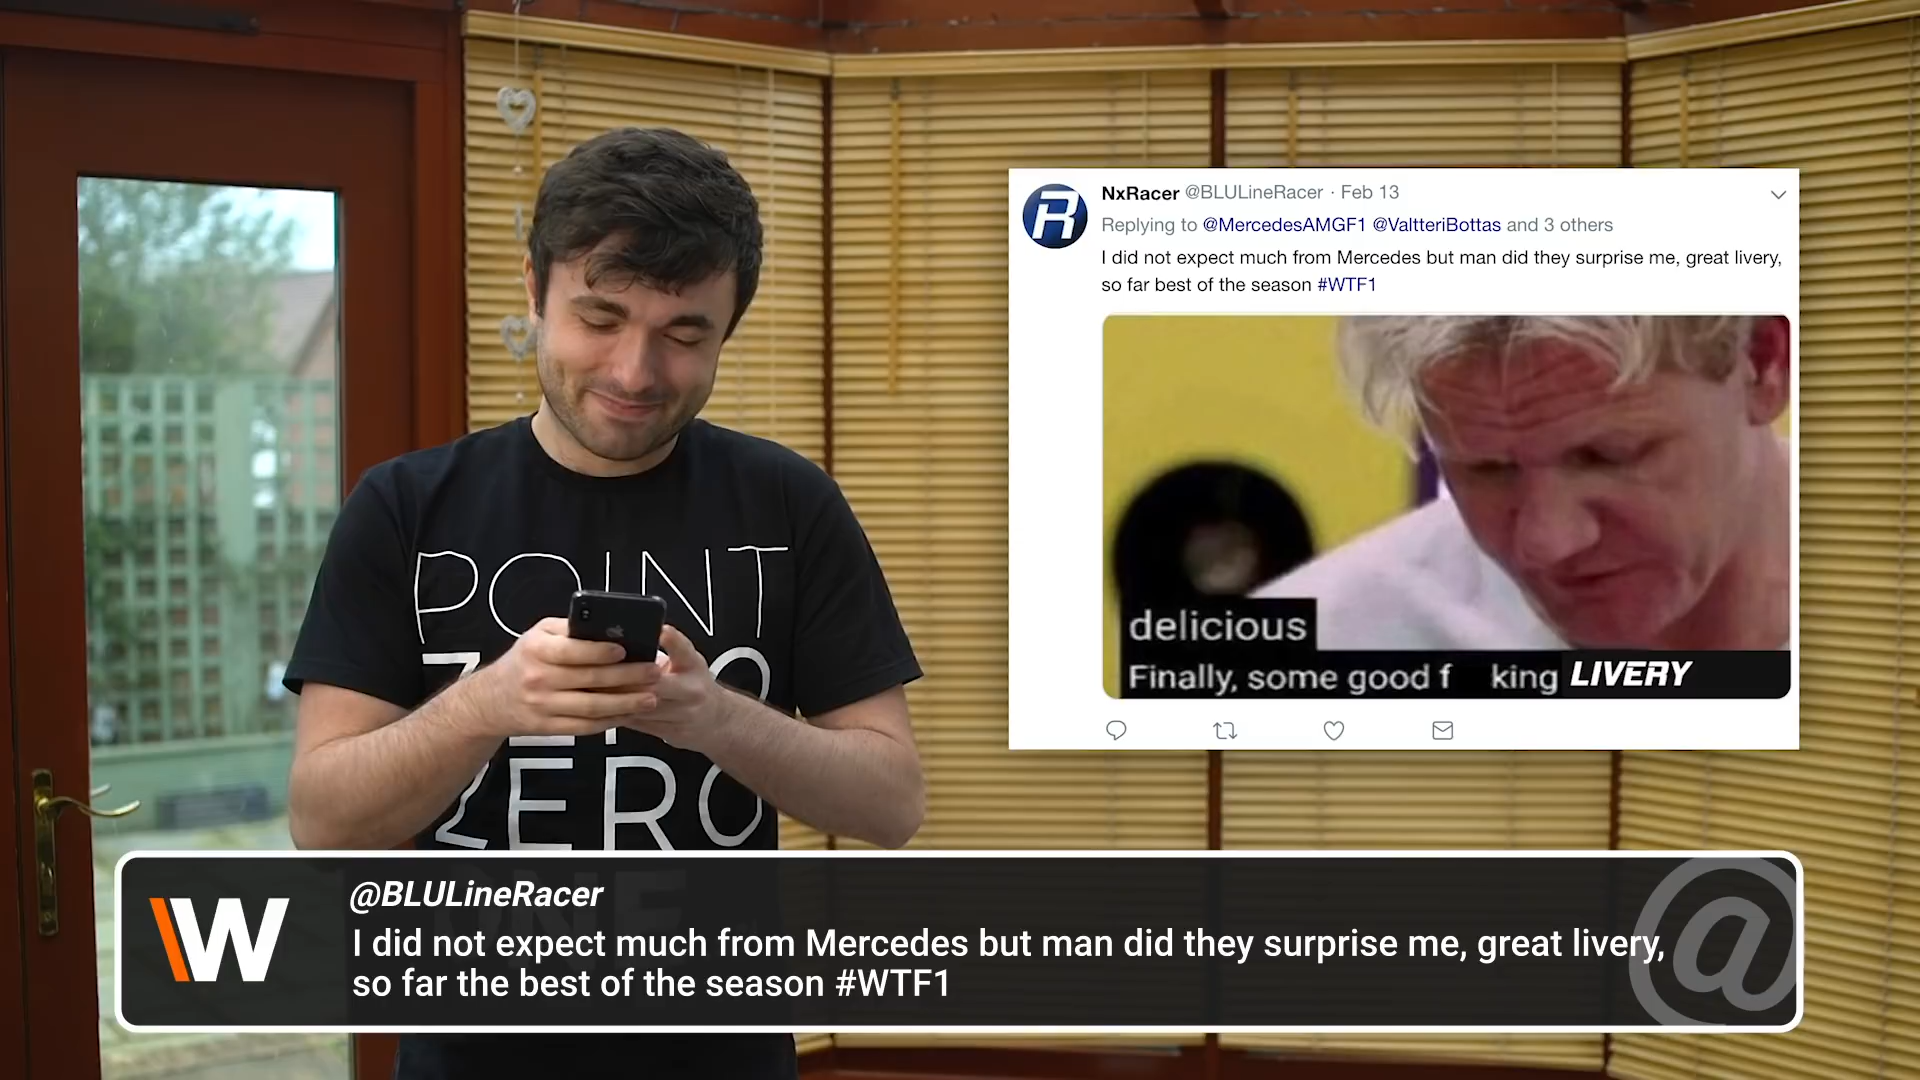 NxRacer @BLULineRacer · Feb 13
Replying to @MercedesAMGF1 @ValtteriBottas and 3 others
I did not expect much from Mercedes but man did they surprise me, great livery,
so far best of the season #WTF1
delicious
Finally, some good f king LIVERY
POINT
ZERO
ZERO
W
@BLULineRacer
I did not expect much from Mercedes but man did they surprise me, great livery,
so far the best of the season #WTF1
@